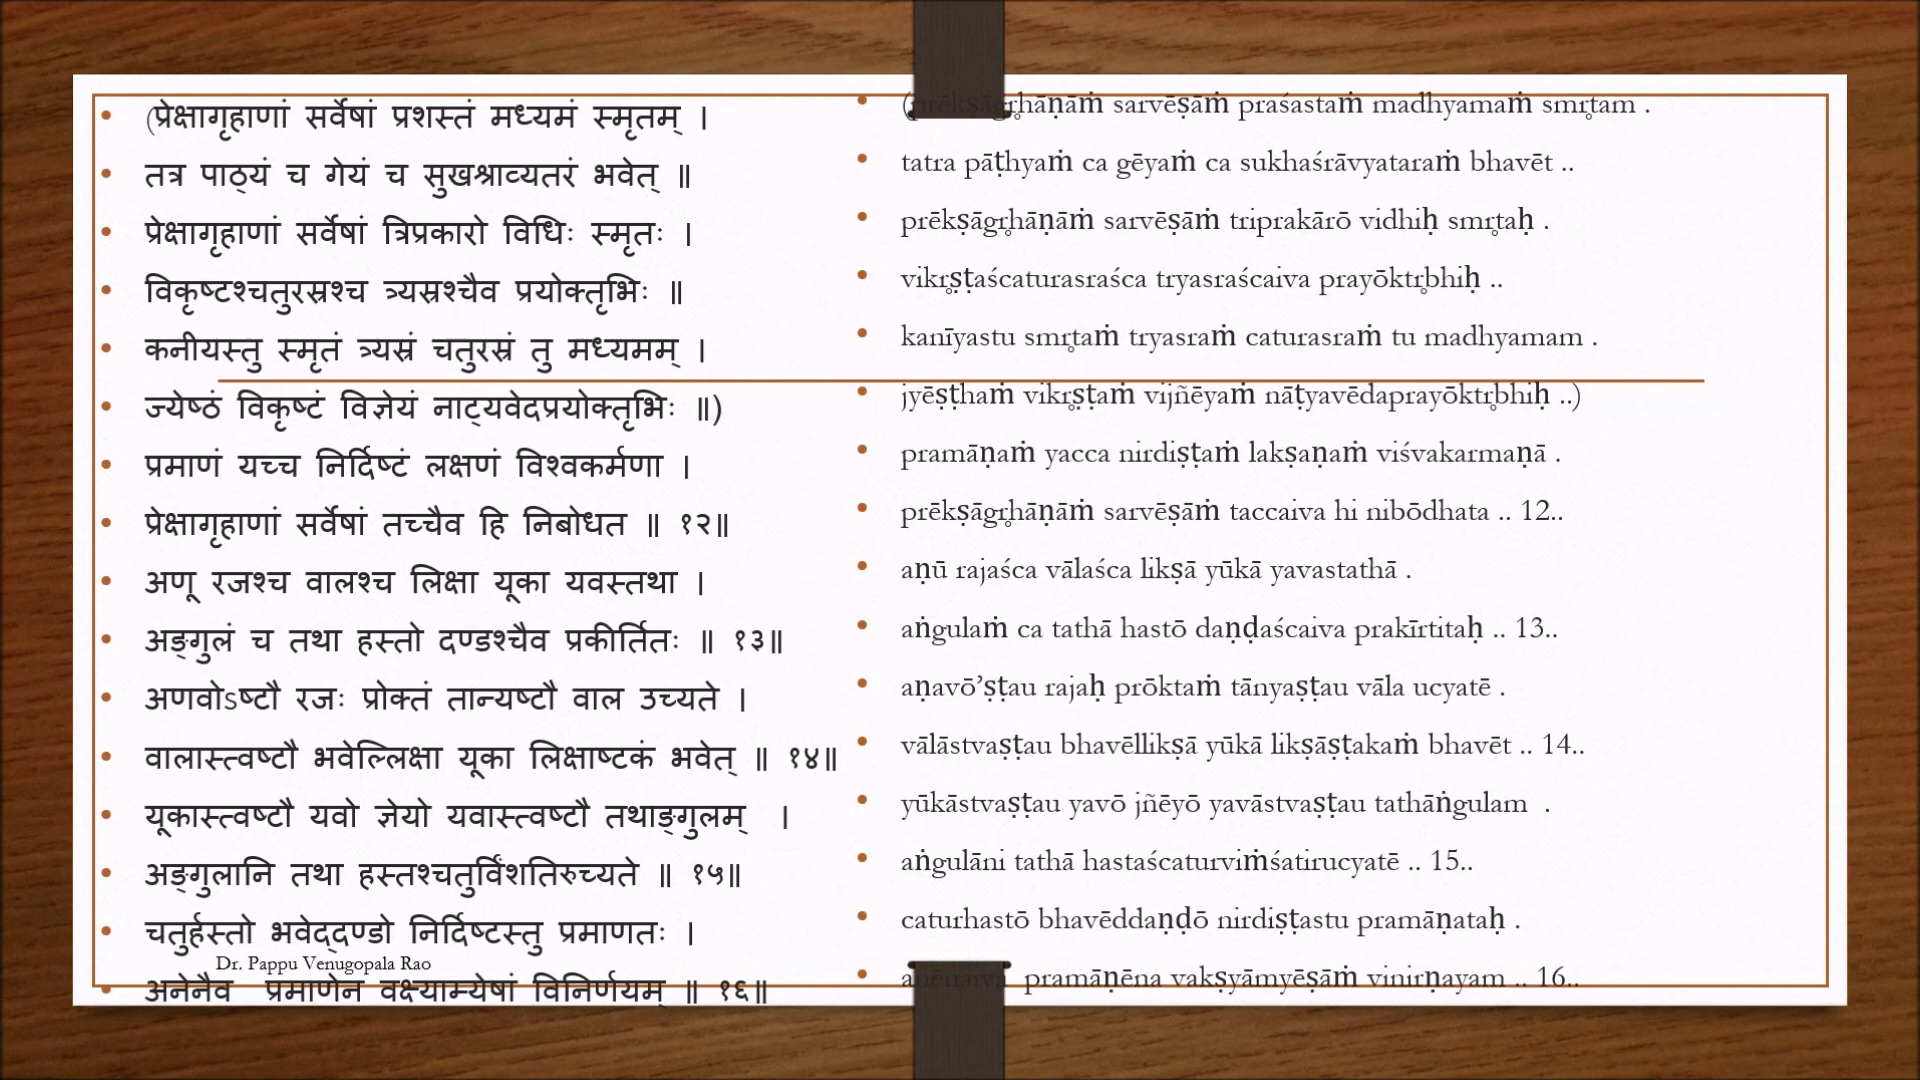 (प्रेक्षागृहाणां सर्वेषां प्रशस्तं मध्यमं स्मृतम् ।
तत्र पाठ्यं च गेयं च सुखश्राव्यतरं भवेत् ॥
प्रेक्षागृहाणां सर्वेषां त्रिप्रकारो विधिः स्मृतः ।
विकृष्टश्चतुरस्रश्च त्र्यस्रश्चैव प्रयोक्तृभिः ॥
कनीयस्तु स्मृतं त्र्यस्रं चतुरस्रं तु मध्यमम् ।
ज्येष्ठं विकृष्टं विज्ञेयं नाट्यवेदप्रयोक्तृभिः ॥)
प्रमाणं यच्च निर्दिष्टं लक्षणं विश्वकर्मणा ।
प्रेक्षागृहाणां सर्वेषां तच्चैव हि निबोधत ॥ १२॥
अणू रजश्च वालश्च लिक्षा यूका यवस्तथा ।
अङ्गुलं च तथा हस्तो दण्डश्चैव प्रकीर्तितः ॥ १३॥
अणवोऽष्टौ रजः प्रोक्तं तान्यष्टौ वाल उच्यते ।
वालास्त्वष्टौ भवेल्लिक्षा यूका लिक्षाष्टकं भवेत् ॥ १४॥
यूकास्त्वष्टौ यवो ज्ञेयो यवास्त्वष्टौ तथाङ्गुलम् ।
अङ्गुलानि तथा हस्तश्चतुर्विंशतिरुच्यते ॥ १५॥
चतुर्हस्तो भवेद्दण्डो निर्दिष्टस्तु प्रमाणतः ।
अनेनैव प्रमाणेन वक्ष्याम्येषां विनिर्णयम् ॥ १६॥
(prēkṣāgr̥hāṇāṁ sarvēṣāṁ praśastaṁ madhyamaṁ smr̥tam .
tatra pāṭhyaṁ ca gēyaṁ ca sukhaśrāvyataraṁ bhavēt ..
prēkṣāgr̥hāṇāṁ sarvēṣāṁ triprakārō vidhiḥ smr̥taḥ .
vikr̥ṣṭaścaturasraśca tryasraścaiva prayōktr̥bhiḥ ..
kanīyastu smr̥taṁ tryasraṁ caturasraṁ tu madhyamam .
jyēṣṭhaṁ vikr̥ṣṭaṁ vijñēyaṁ nāṭyavēdaprayōktr̥bhiḥ ..)
pramāṇaṁ yacca nirdiṣṭaṁ lakṣaṇaṁ viśvakarmaṇā .
prēkṣāgr̥hāṇāṁ sarvēṣāṁ taccaiva hi nibōdhata .. 12..
aṇū rajaśca vālaśca likṣā yūkā yavastathā .
aṅgulaṁ ca tathā hastō daṇḍaścaiva prakīrtitaḥ .. 13..
aṇavō’ṣṭau rajaḥ prōktaṁ tānyaṣṭau vāla ucyatē .
vālāstvaṣṭau bhavēllikṣā yūkā likṣāṣṭakaṁ bhavēt .. 14..
yūkāstvaṣṭau yavō jñēyō yavāstvaṣṭau tathāṅgulam .
aṅgulāni tathā hastaścaturviṁśatirucyatē .. 15..
caturhastō bhavēddaṇḍō nirdiṣṭastu pramāṇataḥ .
anēnaiva pramāṇēna vakṣyāmyēṣāṁ vinirṇayam .. 16..
Dr. Pappu Venugopala Rao